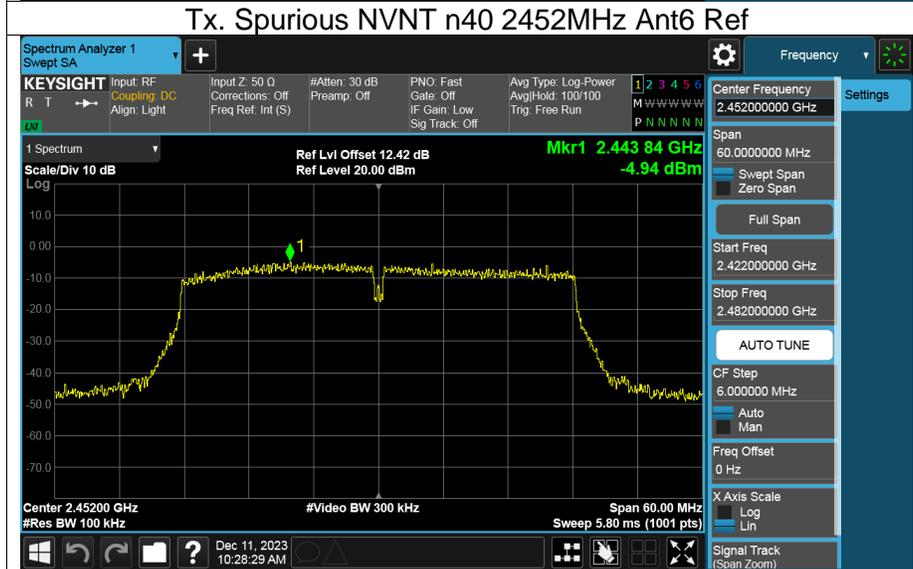 Tx. Spurious NVNT n40 2452MHz Ant6 Ref
Spectrum Analyzer 1
Swept SA
+
Frequency
KEYSIGHT
R T
LXI
Input: RF
Coupling: DC
Align: Light
Input Z: 50 Ω
Corrections: Off
Freq Ref: Int (S)
#Atten: 30 dB
Preamp: Off
PNO: Fast
Gate: Off
IF Gain: Low
Sig Track: Off
Avg Type: Log-Power
Avg|Hold: 100/100
Trig: Free Run
1 2 3 4 5 6
M W W W W W
P N N N N N
1 Spectrum
Scale/Div 10 dB
Log
Ref Lvl Offset 12.42 dB
Ref Level 20.00 dBm
Mkr1 2.443 84 GHz
-4.94 dBm
10.0
0.00
-10.0
-20.0
-30.0
-40.0
-50.0
-60.0
-70.0
1
Center 2.45200 GHz
#Res BW 100 kHz
#Video BW 300 kHz
Span 60.00 MHz
Sweep 5.80 ms (1001 pts)
?
Dec 11, 2023
10:28:29 AM
Center Frequency
2.452000000 GHz
Settings
Span
60.0000000 MHz
Swept Span
Zero Span
Full Span
Start Freq
2.422000000 GHz
Stop Freq
2.482000000 GHz
AUTO TUNE
CF Step
6.000000 MHz
Auto
Man
Freq Offset
0 Hz
X Axis Scale
Log
Lin
Signal Track
(Span Zoom)